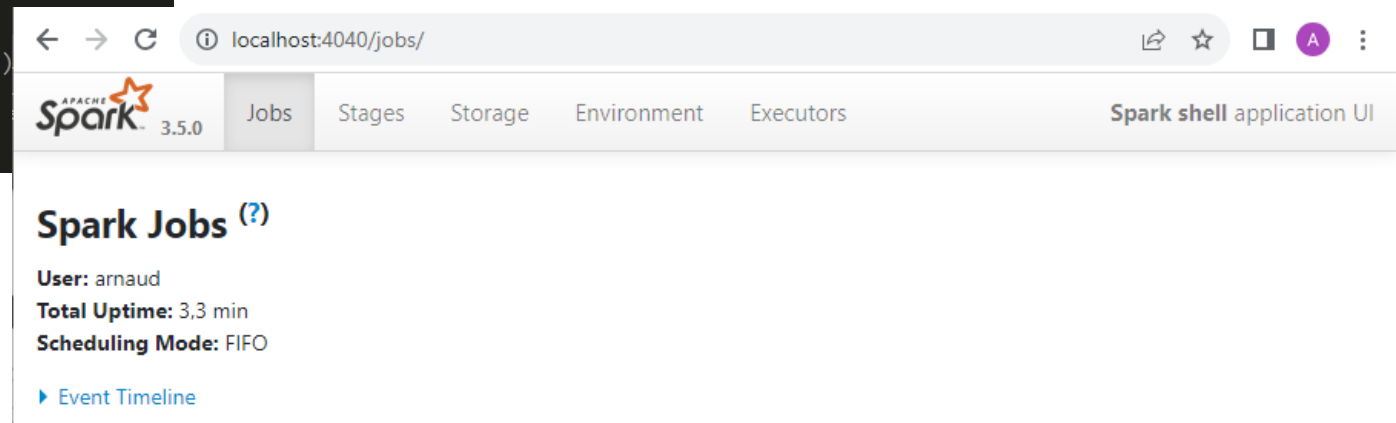 localhost:4040/jobs/
A
)
APACHE Spark 3.5.0 Jobs Stages Storage Environment Executors Spark shell application UI
Spark Jobs (?)
User: arnaud
Total Uptime: 3,3 min
Scheduling Mode: FIFO
Event Timeline